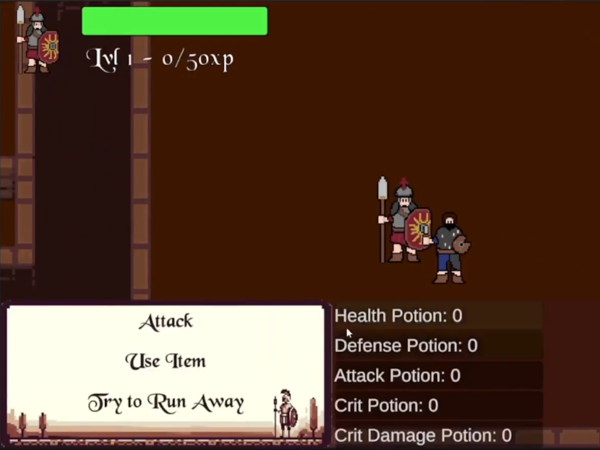 Lvl 1 - 0/50xp
Attack
Use Item
Try to Run Away
Health Potion: 0
Defense Potion: 0
Attack Potion: 0
Crit Potion: 0
Crit Damage Potion: 0